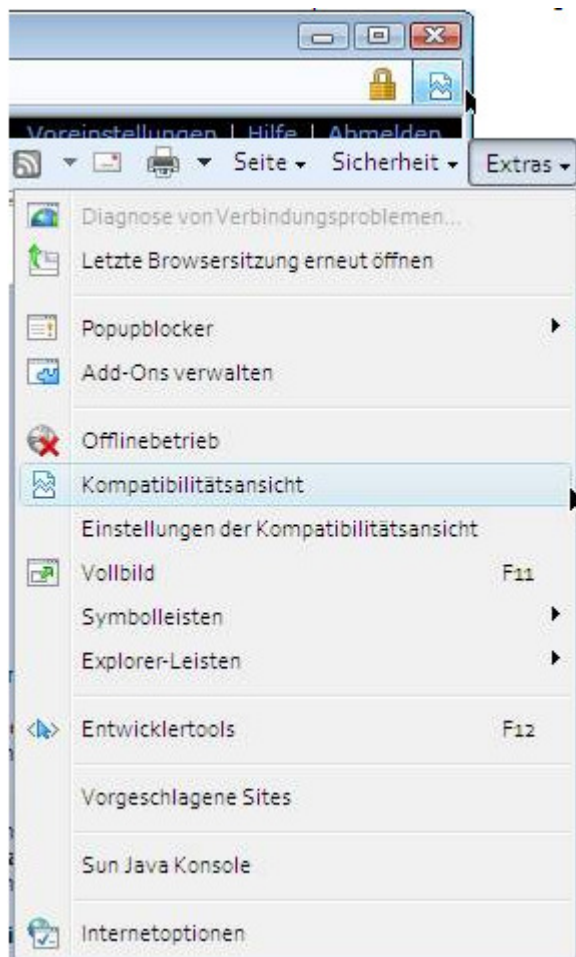 Voreinstellungen | Hilfe | Abmelden
Seite Sicherheit Extras
Diagnose von Verbindungsproblemen...
Letzte Browsersitzung erneut öffnen
Popupblocker
Add-Ons verwalten
Offlinebetrieb
Kompatibilitätsansicht
Einstellungen der Kompatibilitätsansicht
Vollbild F11
Symbolleisten
Explorer-Leisten
Entwicklertools F12
Vorgeschlagene Sites
Sun Java Konsole
Internetoptionen